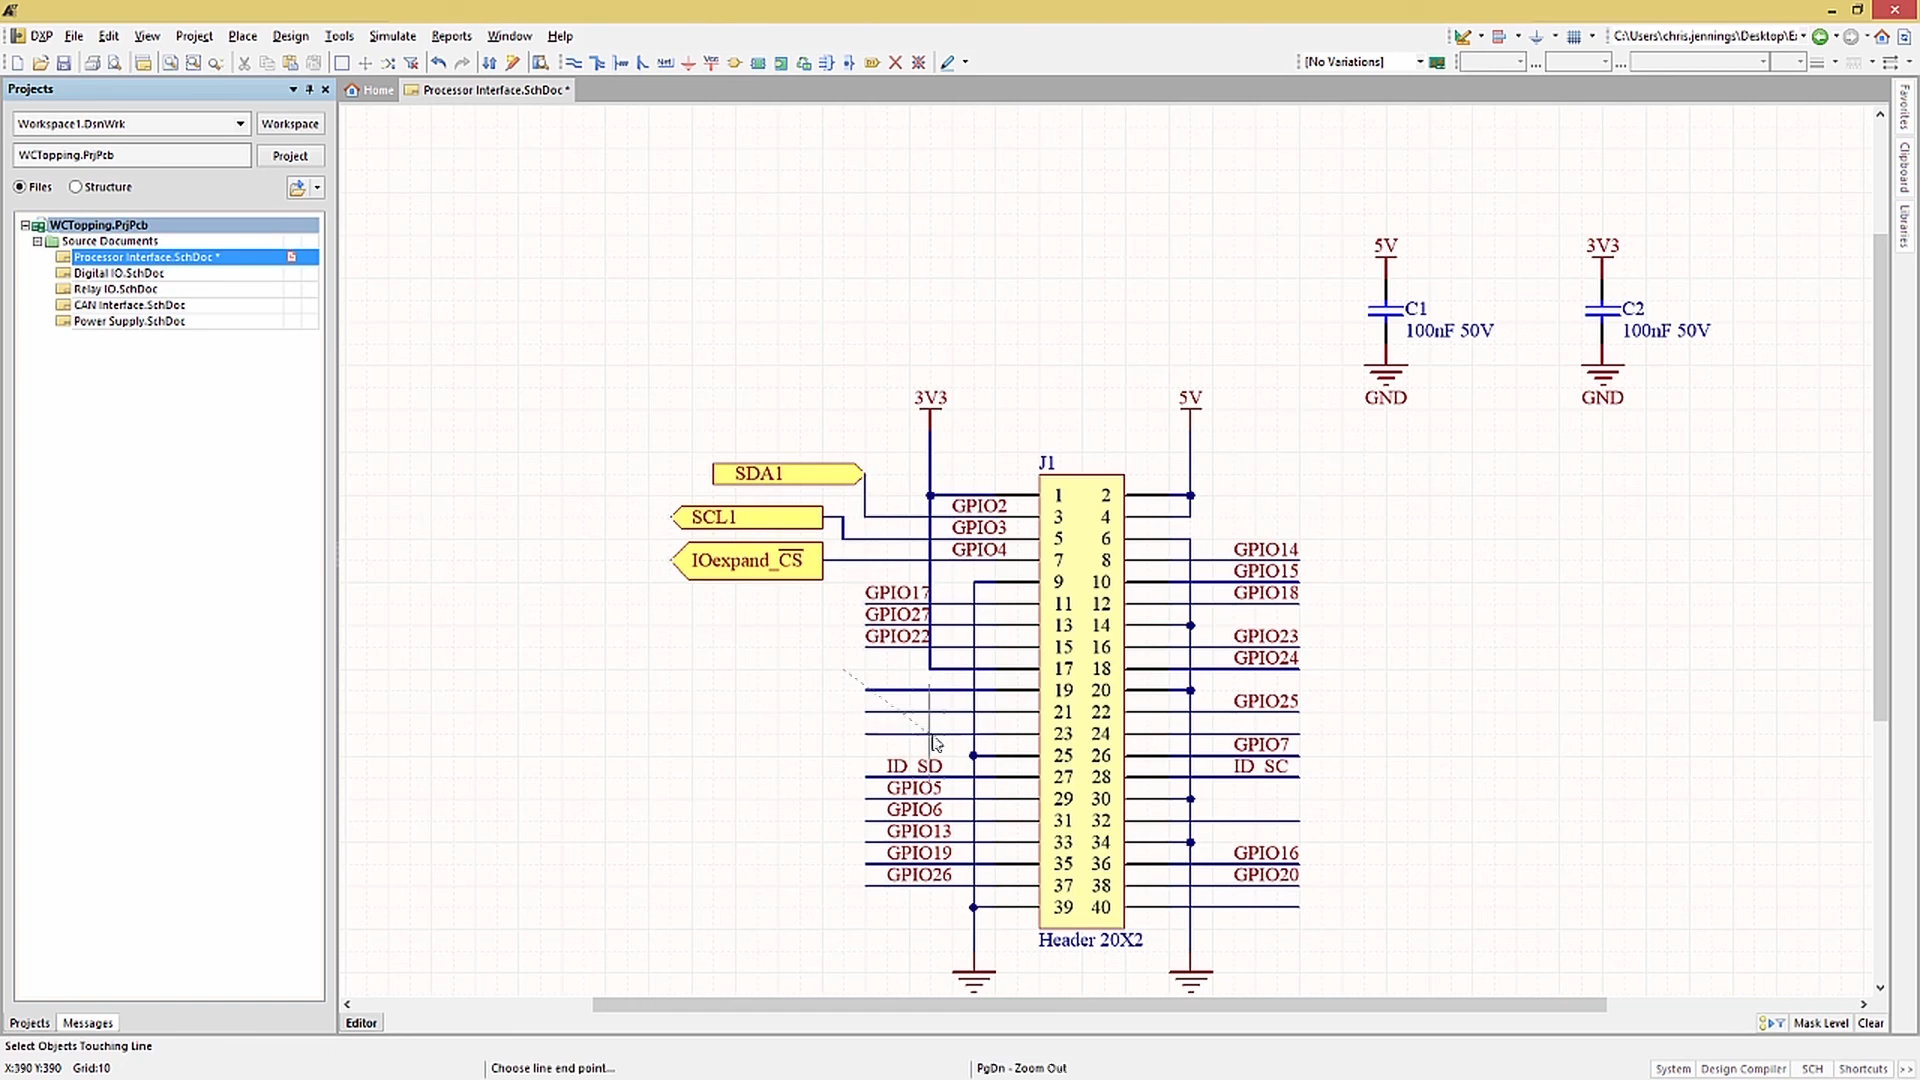 DXP File Edit View Project Place Design Tools Simulate Reports Window Help
C:\Users\chris.jennings\Desktop\E:
[No Variations]
Projects
Home
Processor Interface.SchDoc *
Workspace1.DsnWrk
Workspace
WCTopping.PrjPcb
Project
Files
Structure
WCTopping.PrjPcb
Source Documents
Processor Interface.SchDoc *
Digital IO.SchDoc
Relay IO.SchDoc
CAN Interface.SchDoc
Power Supply.SchDoc
Favorites
Clipboard
Libraries
5V
3V3
C1
100nF 50V
C2
100nF 50V
GND
GND
3V3
5V
J1
SDA1
SCL1
IOexpand_CS
GPIO2
GPIO3
GPIO4
GPIO17
GPIO27
GPIO22
ID_SD
GPIO5
GPIO6
GPIO13
GPIO19
GPIO26
1 2
3 4
5 6
7 8
9 10
11 12
13 14
15 16
17 18
19 20
21 22
23 24
25 26
27 28
29 30
31 32
33 34
35 36
37 38
39 40
GPIO14
GPIO15
GPIO18
GPIO23
GPIO24
GPIO25
GPIO7
ID_SC
GPIO16
GPIO20
Header 20X2
Projects
Messages
Editor
Mask Level
Clear
Select Objects Touching Line
X:390 Y:390 Grid:10
Choose line end point...
PgDn - Zoom Out
System
Design Compiler
SCH
Shortcuts
>>